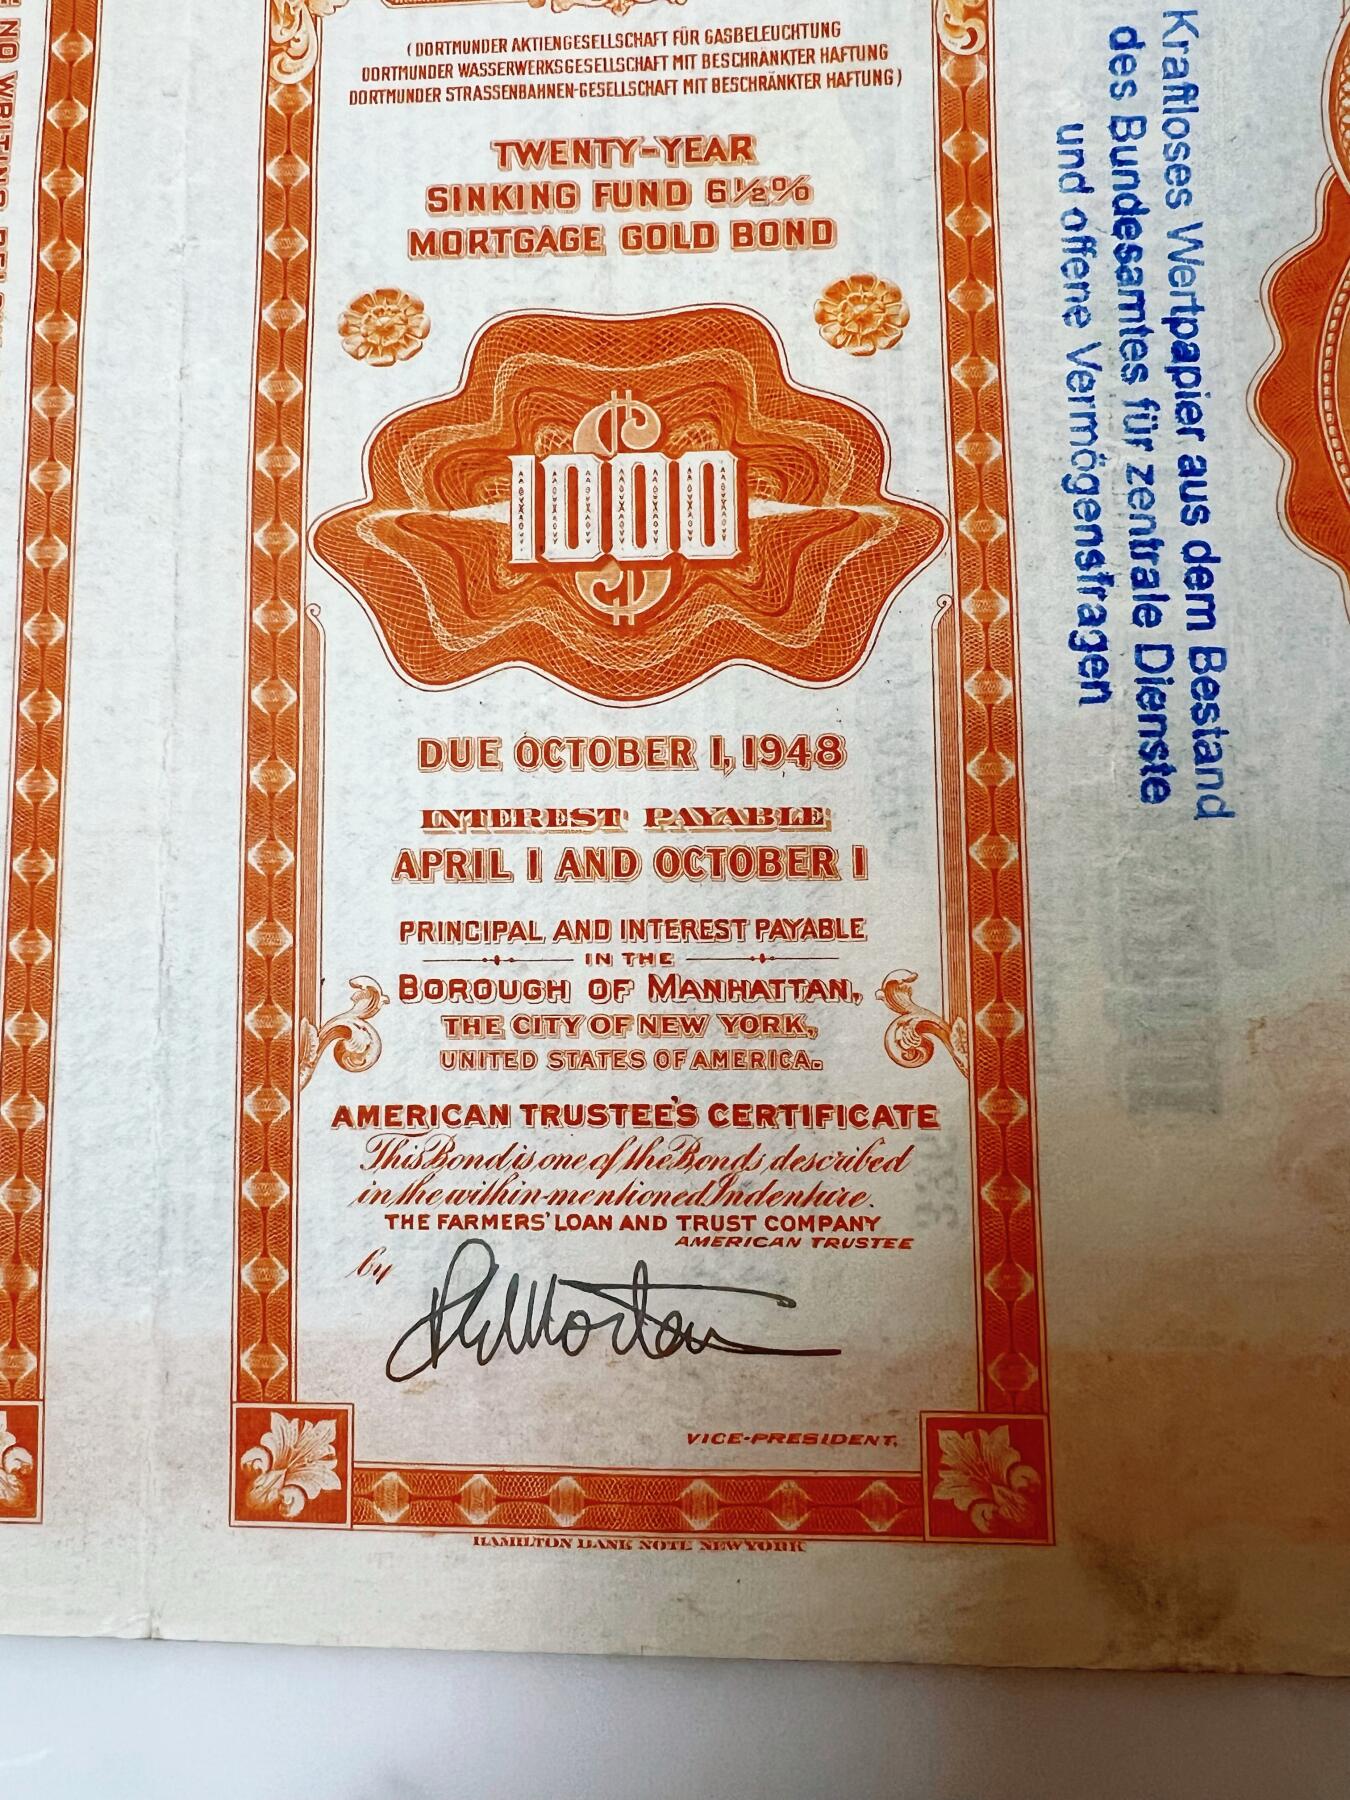 ( DORTMUNDER AKTIENGESELLSCHAFT FÜR GASBELEUCHTUNG
DORTMUNDER WASSERWERKSGESELLSCHAFT MIT BESCHRÄNKTER HAFTUNG
DORTMUNDER STRASSENBAHNEN-GESELLSCHAFT MIT BESCHRÄNKTER HAFTUNG )
TWENTY-YEAR
SINKING FUND 6½%
MORTGAGE GOLD BOND
$
1000
$
DUE OCTOBER 1, 1948
INTEREST PAYABLE
APRIL 1 AND OCTOBER 1
PRINCIPAL AND INTEREST PAYABLE
IN THE
BOROUGH OF MANHATTAN,
THE CITY OF NEW YORK,
UNITED STATES OF AMERICA.
AMERICAN TRUSTEE'S CERTIFICATE
This Bond is one of the Bonds described
in the within-mentioned Indenture.
THE FARMERS' LOAN AND TRUST COMPANY
AMERICAN TRUSTEE
by
VICE-PRESIDENT.
HAMILTON BANK NOTE NEW YORK
Kraftloses Wertpapier aus dem Bestand
des Bundesamtes für zentrale Dienste
und offene Vermögensfragen